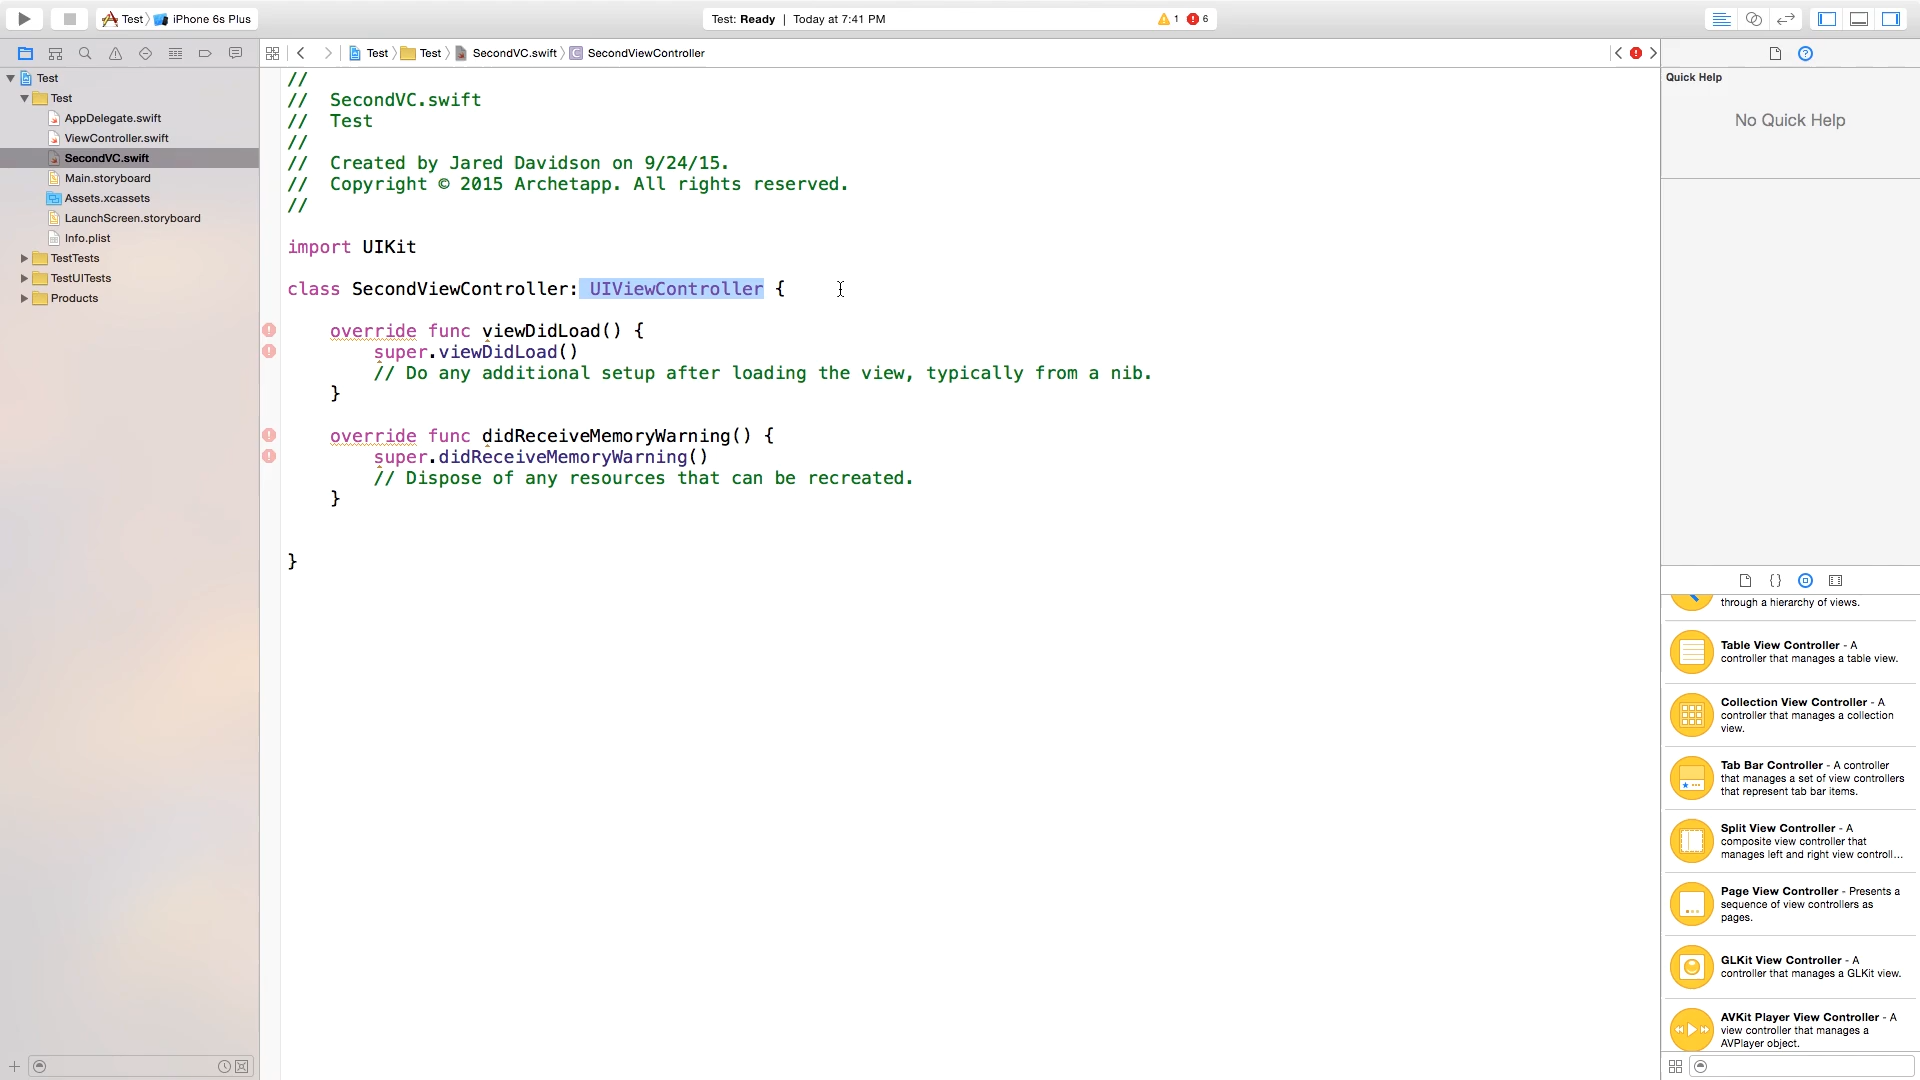 Test iPhone 6s Plus
Test: Ready | Today at 7:41 PM
1 6
Test Test SecondVC.swift SecondViewController
Test
Test
AppDelegate.swift
ViewController.swift
SecondVC.swift
Main.storyboard
Assets.xcassets
LaunchScreen.storyboard
Info.plist
TestTests
TestUITests
Products
//
// SecondVC.swift
// Test
//
// Created by Jared Davidson on 9/24/15.
// Copyright © 2015 Archetapp. All rights reserved.
//
import UIKit
class SecondViewController: UIViewController {
override func viewDidLoad() {
super.viewDidLoad()
// Do any additional setup after loading the view, typically from a nib.
}
override func didReceiveMemoryWarning() {
super.didReceiveMemoryWarning()
// Dispose of any resources that can be recreated.
}
}
Quick Help
No Quick Help
through a hierarchy of views.
Table View Controller - A
controller that manages a table view.
Collection View Controller - A
controller that manages a collection
view.
Tab Bar Controller - A controller
that manages a set of view controllers
that represent tab bar items.
Split View Controller - A
composite view controller that
manages left and right view controll...
Page View Controller - Presents a
sequence of view controllers as
pages.
GLKit View Controller - A
controller that manages a GLKit view.
AVKit Player View Controller - A
view controller that manages a
AVPlayer object.